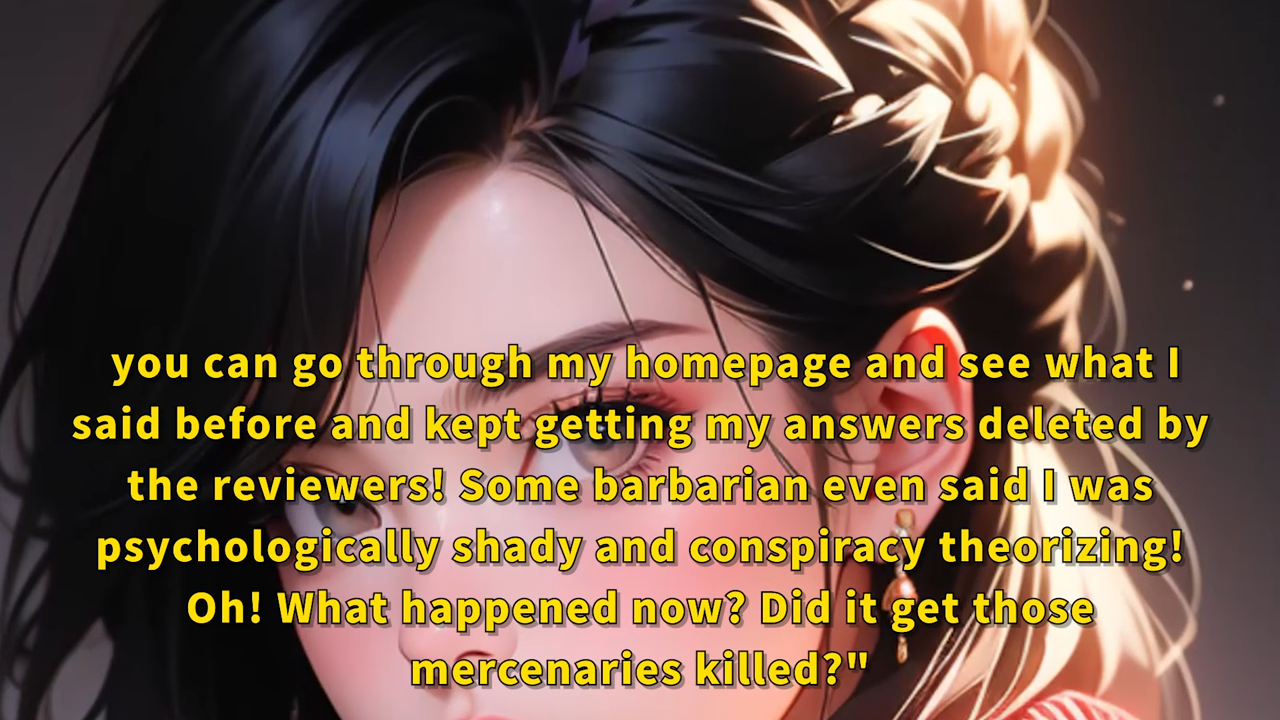 you can go through my homepage and see what I
said before and kept getting my answers deleted by
the reviewers! Some barbarian even said I was
psychologically shady and conspiracy theorizing!
Oh! What happened now? Did it get those
mercenaries killed?"